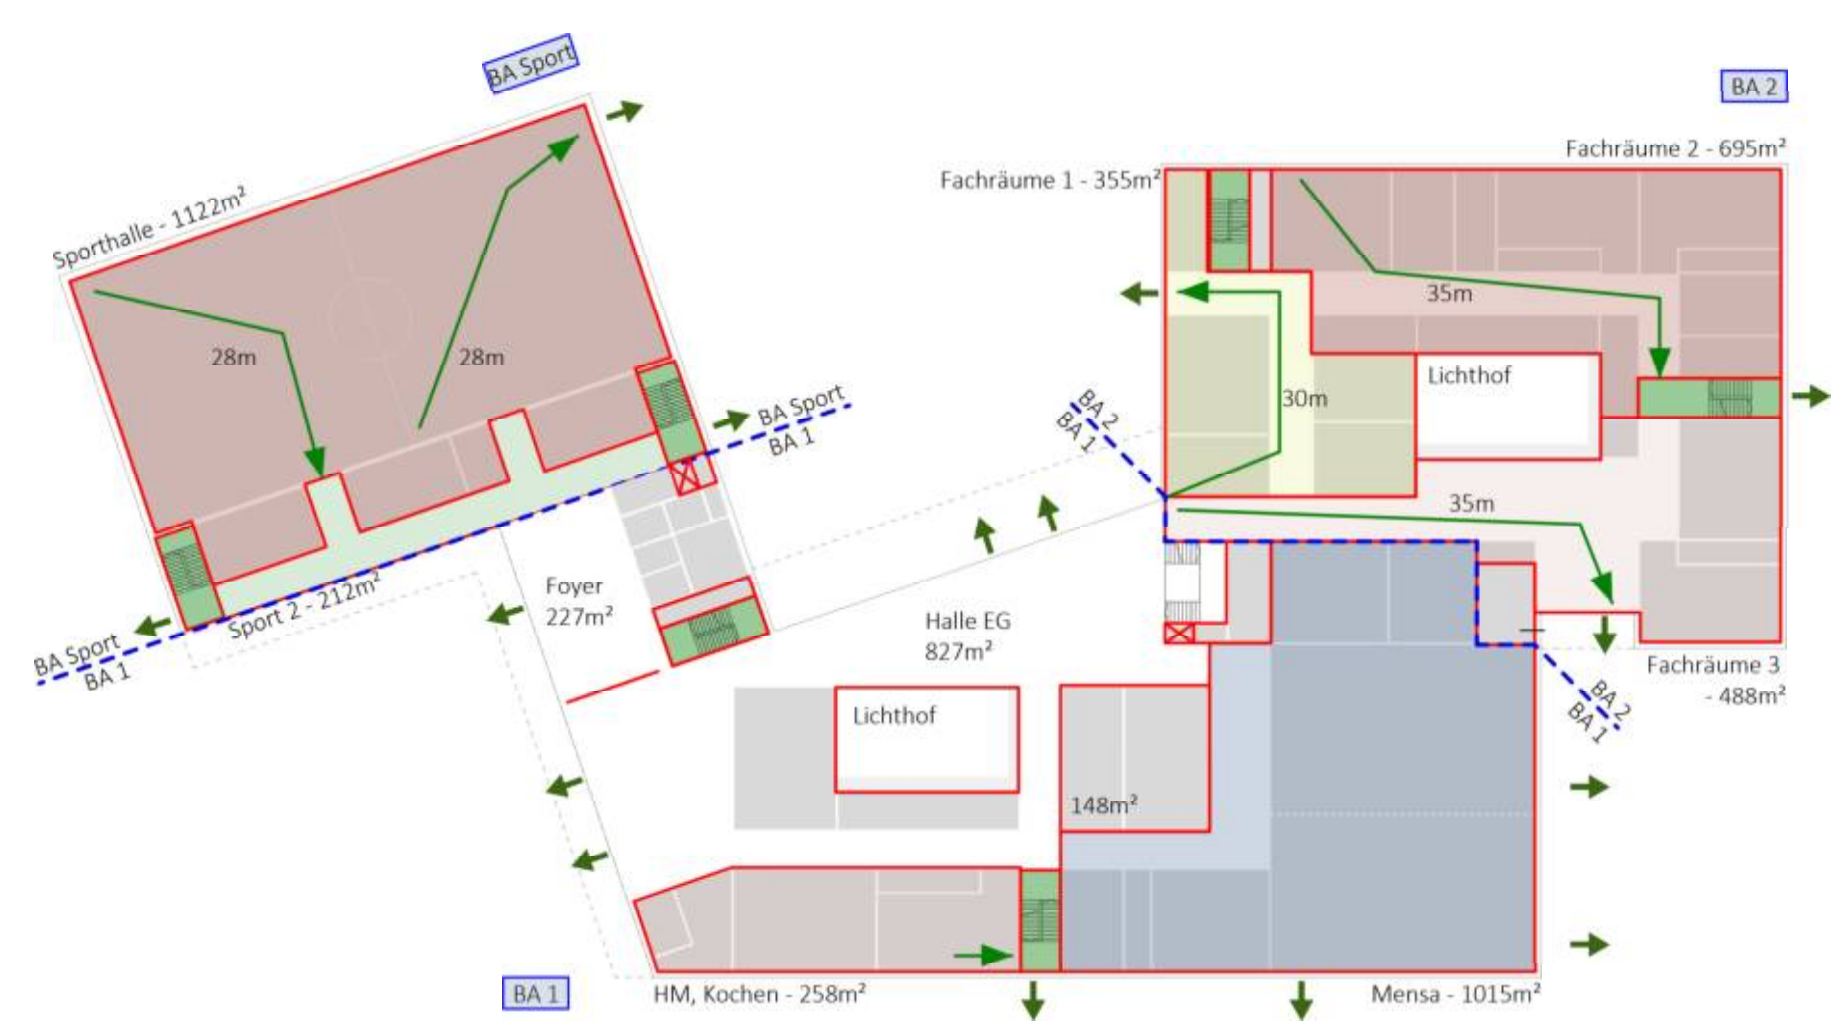 BA Sport
BA 2
Fachräume 2 - 695m²
Fachräume 1 - 355m²
Sporthalle - 1122m²
35m
28m
28m
Lichthof
30m
BA Sport
BA 1
BA 2
BA 1
35m
Foyer
227m²
Sport 2 - 212m²
Halle EG
827m²
BA Sport
BA 1
Fachräume 3
- 488m²
BA 2
BA 1
Lichthof
148m²
BA 1
HM, Kochen - 258m²
Mensa - 1015m²